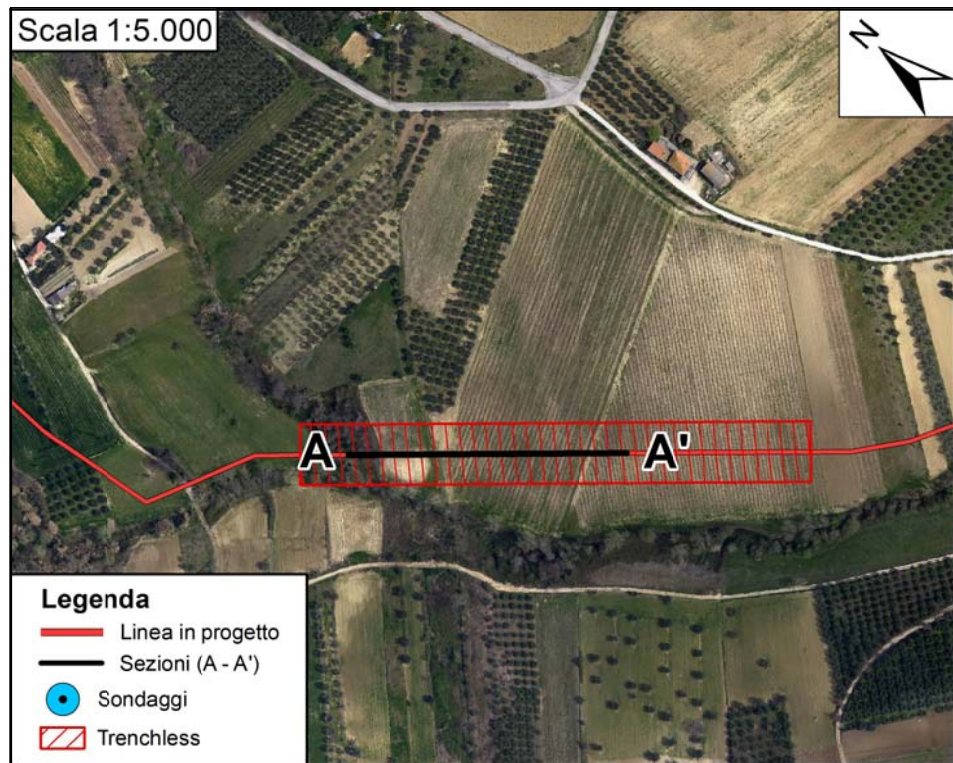 Scala 1:5.000
N
A
A'
Legenda
Linea in progetto
Sezioni (A - A')
Sondaggi
Trenchless